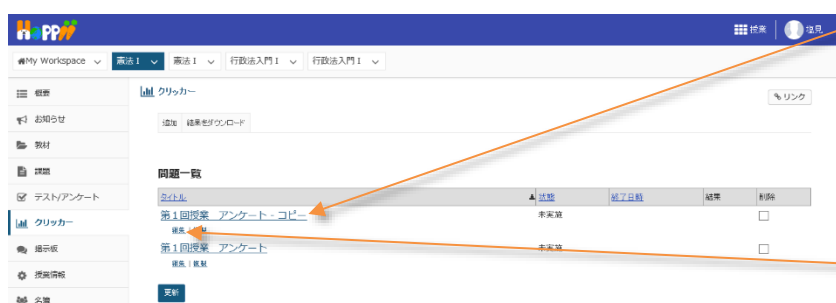 HOPPII
授業 塩見
My Workspace 憲法Ⅰ 憲法Ⅰ 行政法入門Ⅰ 行政法入門Ⅰ
概要
クリッカー
リンク
お知らせ
追加 結果をダウンロード
教材
課題
問題一覧
テスト/アンケート
タイトル 状態 終了日時 結果 削除
クリッカー
第1回授業 アンケート - コピー 未実施
掲示板
第1回授業 アンケート 未実施
編集 | 複製
授業情報
更新
名簿